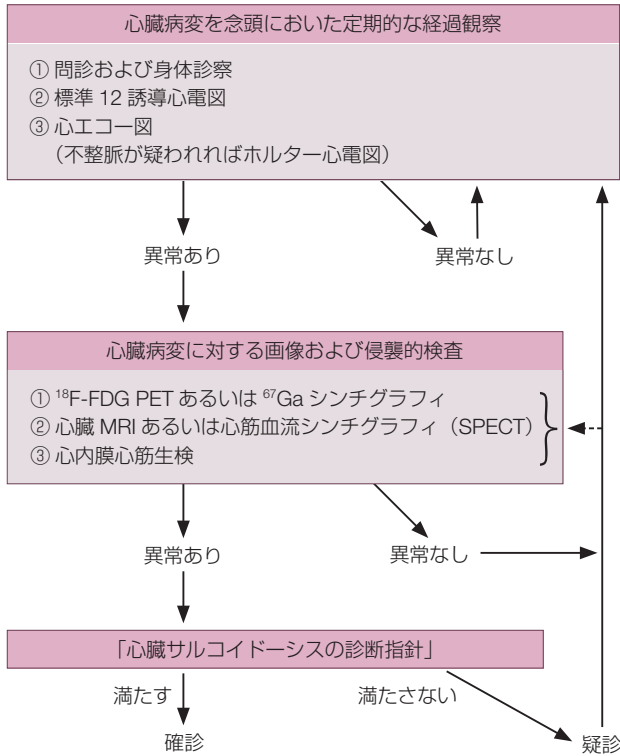 心臓病変を念頭においた定期的な経過観察
① 問診および身体診察
② 標準 12 誘導心電図
③ 心エコー図
（不整脈が疑われればホルター心電図）
異常あり
異常なし
心臓病変に対する画像および侵襲的検査
① ¹⁸F-FDG PET あるいは ⁶⁷Ga シンチグラフィ
② 心臓 MRI あるいは心筋血流シンチグラフィ（SPECT）
③ 心内膜心筋生検
異常あり
異常なし
「心臓サルコイドーシスの診断指針」
満たす
満たさない
確診
疑診